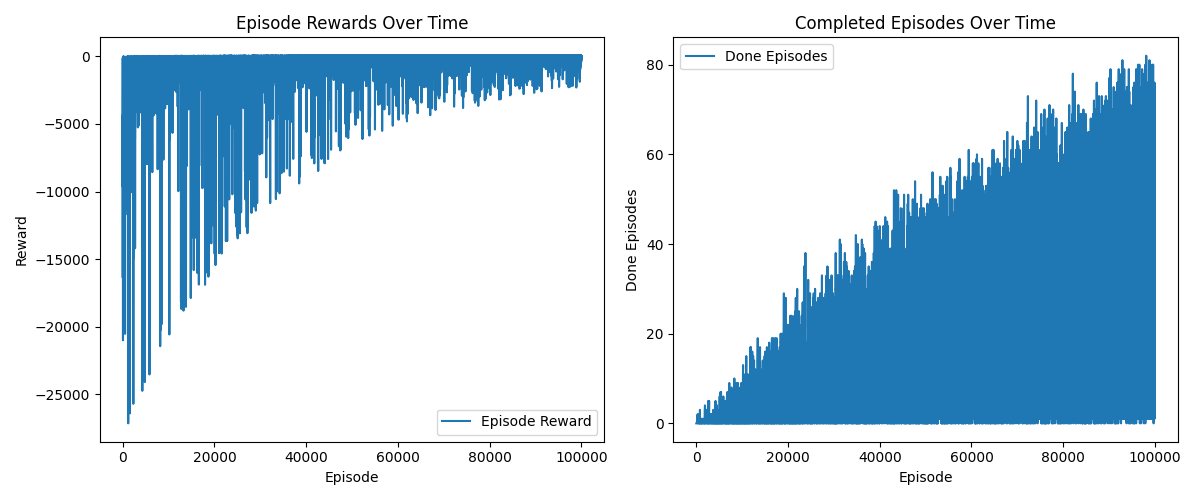 Episode Rewards Over Time
0
−5000
−10000
−15000
−20000
−25000
Reward
Episode Reward
0
20000
40000
60000
80000
100000
Episode
Completed Episodes Over Time
Done Episodes
80
60
40
20
0
Done Episodes
0
20000
40000
60000
80000
100000
Episode